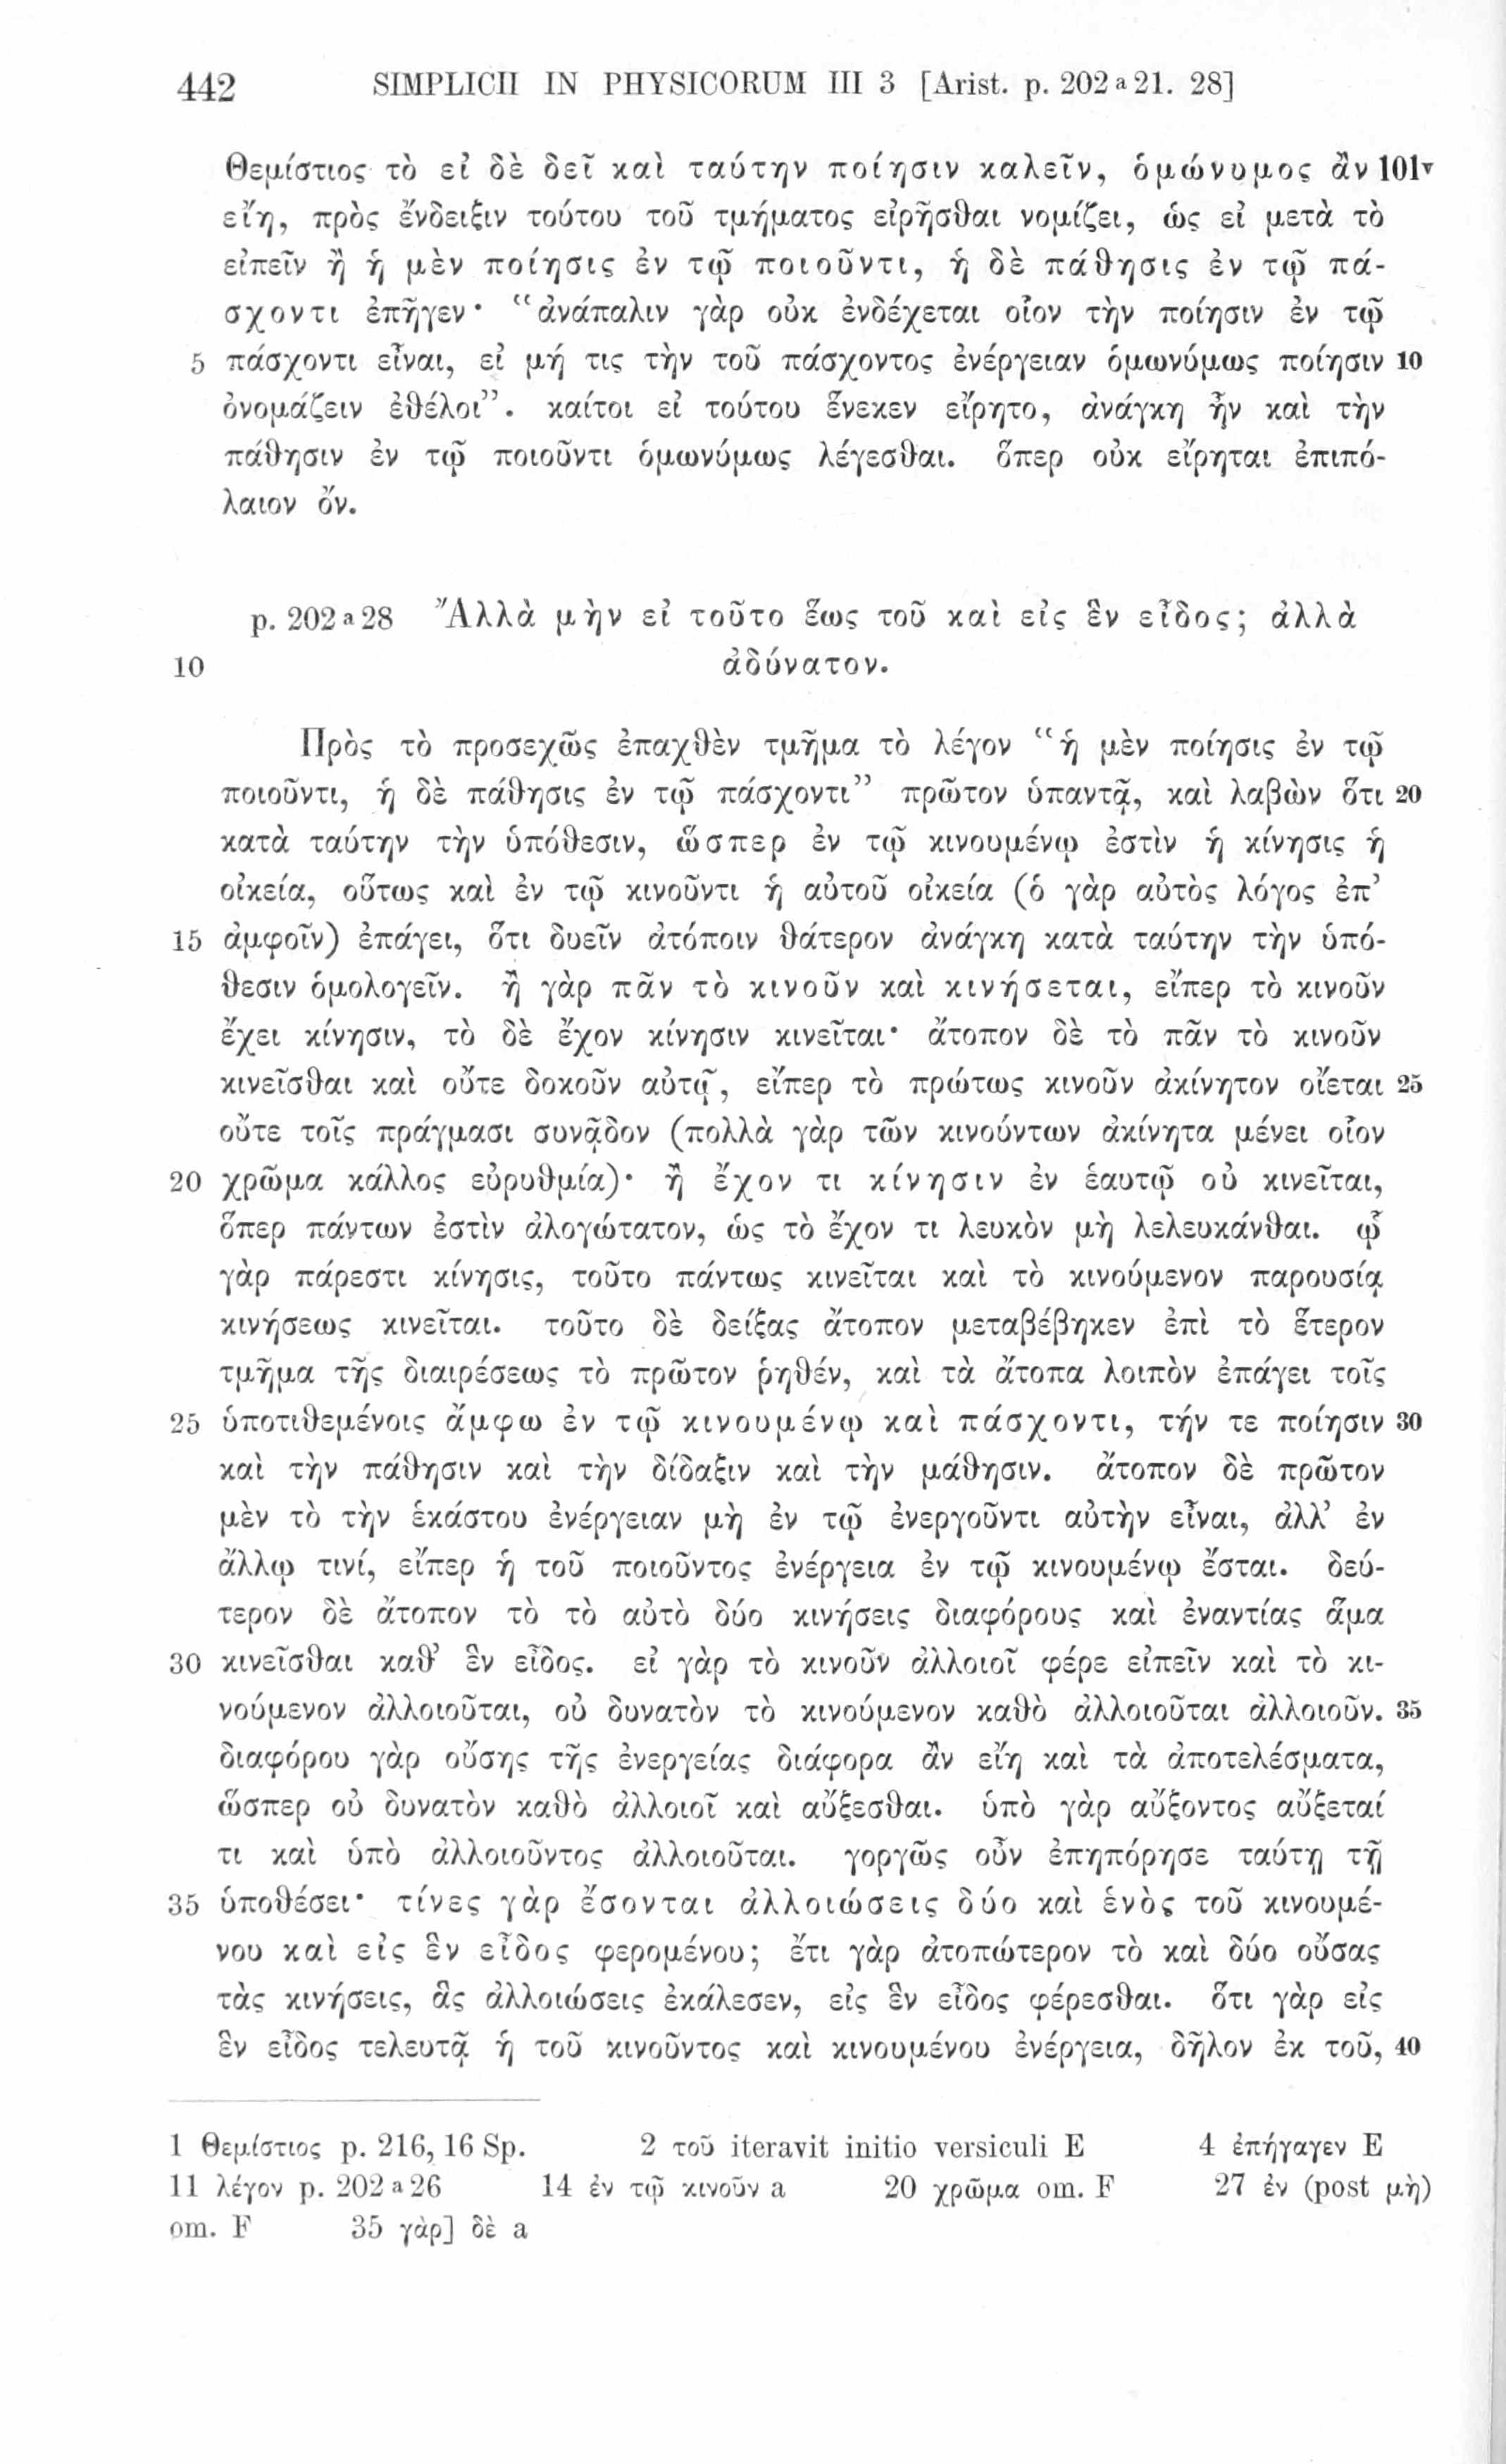 442 SIMPLICII IN PHYSICORUM III 3 [Arist. p. 202 a 21. 28]
Θεμίστιος τὸ εἰ δὲ δεῖ καὶ ταύτην ποίησιν καλεῖν, ὁμώνυμος ἂν 101v
εἴη, πρὸς ἔνδειξιν τούτου τοῦ τμήματος εἰρῆσθαι νομίζει, ὡς εἰ μετὰ τὸ
εἰπεῖν ἢ ἡ μὲν ποίησις ἐν τῷ ποιοῦντι, ἡ δὲ πάθησις ἐν τῷ πά-
σχοντι ἐπῆγεν· “ἀνάπαλιν γὰρ οὐκ ἐνδέχεται οἷον τὴν ποίησιν ἐν τῷ
5 πάσχοντι εἶναι, εἰ μή τις τὴν τοῦ πάσχοντος ἐνέργειαν ὁμωνύμως ποίησιν 10
ὀνομάζειν ἐθέλοι”. καίτοι εἰ τούτου ἕνεκεν εἴρητο, ἀνάγκη ἦν καὶ τὴν
πάθησιν ἐν τῷ ποιοῦντι ὁμωνύμως λέγεσθαι. ὅπερ οὐκ εἴρηται ἐπιπό-
λαιον ὄν.
p. 202 a 28 Ἀλλὰ μὴν εἰ τοῦτο ἕως τοῦ καὶ εἰς ἓν εἶδος; ἀλλὰ
10 ἀδύνατον.
Πρὸς τὸ προσεχῶς ἐπαχθὲν τμῆμα τὸ λέγον “ἡ μὲν ποίησις ἐν τῷ
ποιοῦντι, ἡ δὲ πάθησις ἐν τῷ πάσχοντι” πρῶτον ὑπαντᾷ, καὶ λαβὼν ὅτι 20
κατὰ ταύτην τὴν ὑπόθεσιν, ὥσπερ ἐν τῷ κινουμένῳ ἐστὶν ἡ κίνησις ἡ
οἰκεία, οὕτως καὶ ἐν τῷ κινοῦντι ἡ αὐτοῦ οἰκεία (ὁ γὰρ αὐτὸς λόγος ἐπ’
15 ἀμφοῖν) ἐπάγει, ὅτι δυεῖν ἀτόποιν θάτερον ἀνάγκη κατὰ ταύτην τὴν ὑπό-
θεσιν ὁμολογεῖν. ἢ γὰρ πᾶν τὸ κινοῦν καὶ κινήσεται, εἴπερ τὸ κινοῦν
ἔχει κίνησιν, τὸ δὲ ἔχον κίνησιν κινεῖται· ἄτοπον δὲ τὸ πᾶν τὸ κινοῦν
κινεῖσθαι καὶ οὔτε δοκοῦν αὐτῷ, εἴπερ τὸ πρώτως κινοῦν ἀκίνητον οἴεται 25
οὔτε τοῖς πράγμασι συνᾷδον (πολλὰ γὰρ τῶν κινούντων ἀκίνητα μένει οἷον
20 χρῶμα κάλλος εὐρυθμία)· ἢ ἔχον τι κίνησιν ἐν ἑαυτῷ οὐ κινεῖται,
ὅπερ πάντων ἐστὶν ἀλογώτατον, ὡς τὸ ἔχον τι λευκὸν μὴ λελευκάνθαι. ᾧ
γὰρ πάρεστι κίνησις, τοῦτο πάντως κινεῖται καὶ τὸ κινούμενον παρουσίᾳ
κινήσεως κινεῖται. τοῦτο δὲ δείξας ἄτοπον μεταβέβηκεν ἐπὶ τὸ ἕτερον
τμῆμα τῆς διαιρέσεως τὸ πρῶτον ῥηθέν, καὶ τὰ ἄτοπα λοιπὸν ἐπάγει τοῖς
25 ὑποτιθεμένοις ἄμφω ἐν τῷ κινουμένῳ καὶ πάσχοντι, τήν τε ποίησιν 30
καὶ τὴν πάθησιν καὶ τὴν δίδαξιν καὶ τὴν μάθησιν. ἄτοπον δὲ πρῶτον
μὲν τὸ τὴν ἑκάστου ἐνέργειαν μὴ ἐν τῷ ἐνεργοῦντι αὐτὴν εἶναι, ἀλλ’ ἐν
ἄλλῳ τινί, εἴπερ ἡ τοῦ ποιοῦντος ἐνέργεια ἐν τῷ κινουμένῳ ἔσται. δεύ-
τερον δὲ ἄτοπον τὸ τὸ αὐτὸ δύο κινήσεις διαφόρους καὶ ἐναντίας ἅμα
30 κινεῖσθαι καθ’ ἓν εἶδος. εἰ γὰρ τὸ κινοῦν ἀλλοιοῖ φέρε εἰπεῖν καὶ τὸ κι-
νούμενον ἀλλοιοῦται, οὐ δυνατὸν τὸ κινούμενον καθὸ ἀλλοιοῦται ἀλλοιοῦν. 35
διαφόρου γὰρ οὔσης τῆς ἐνεργείας διάφορα ἂν εἴη καὶ τὰ ἀποτελέσματα,
ὥσπερ οὐ δυνατὸν καθὸ ἀλλοιοῖ καὶ αὔξεσθαι. ὑπὸ γὰρ αὔξοντος αὔξεταί
τι καὶ ὑπὸ ἀλλοιοῦντος ἀλλοιοῦται. γοργῶς οὖν ἐπηπόρησε ταύτῃ τῇ
35 ὑποθέσει· τίνες γὰρ ἔσονται ἀλλοιώσεις δύο καὶ ἑνὸς τοῦ κινουμέ-
νου καὶ εἰς ἓν εἶδος φερομένου; ἔτι γὰρ ἀτοπώτερον τὸ καὶ δύο οὔσας
τὰς κινήσεις, ἃς ἀλλοιώσεις ἐκάλεσεν, εἰς ἓν εἶδος φέρεσθαι. ὅτι γὰρ εἰς
ἓν εἶδος τελευτᾷ ἡ τοῦ κινοῦντος καὶ κινουμένου ἐνέργεια, δῆλον ἐκ τοῦ, 40
1 Θεμίστιος p. 216, 16 Sp. 2 τοῦ iteravit initio versiculi E 4 ἐπήγαγεν E
11 λέγον p. 202 a 26 14 ἐν τῷ κινοῦν a 20 χρῶμα om. F 27 ἐν (post μὴ)
om. F 35 γὰρ] δὲ a